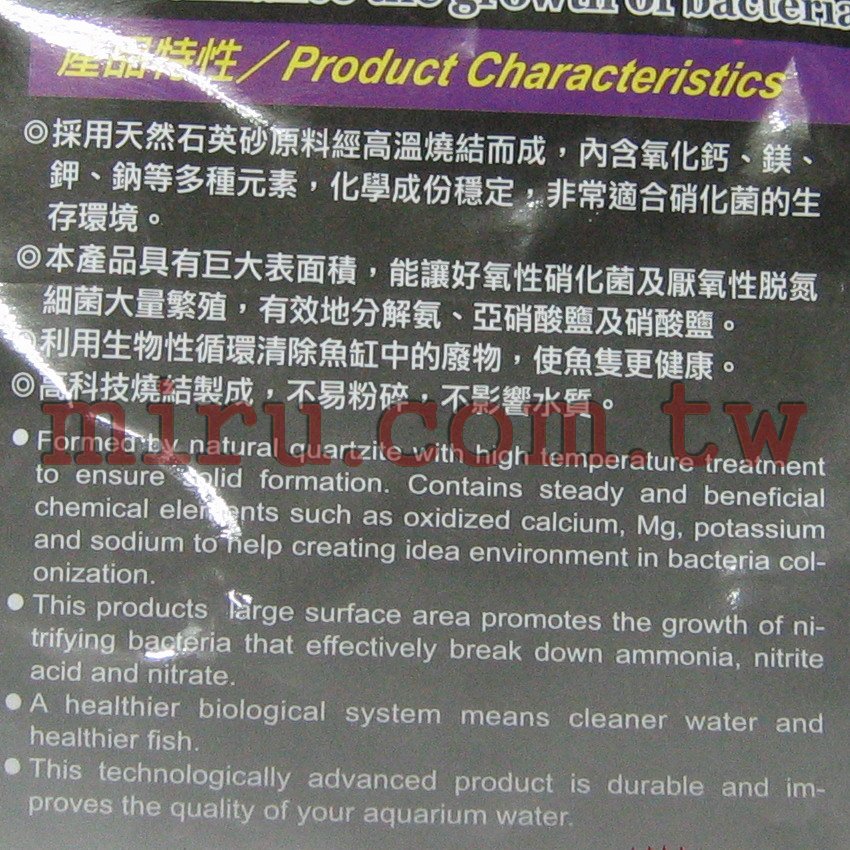 the growth of bacteria
產品特性／Product Characteristics
◎採用天然石英砂原料經高溫燒結而成，內含氧化鈣、鎂、
鉀、鈉等多種元素，化學成份穩定，非常適合硝化菌的生
存環境。
◎本產品具有巨大表面積，能讓好氧性硝化菌及厭氧性脱氮
細菌大量繁殖，有效地分解氨、亞硝酸鹽及硝酸鹽。
◎利用生物性循環清除魚缸中的廢物，使魚隻更健康。
◎高科技燒結製成，不易粉碎，不影響水質。
miru.com.tw
● Formed by natural quartzite with high temperature treatment
to ensure solid formation. Contains steady and beneficial
chemical elements such as oxidized calcium, Mg, potassium
and sodium to help creating idea environment in bacteria col-
onization.
● This products large surface area promotes the growth of ni-
trifying bacteria that effectively break down ammonia, nitrite
acid and nitrate.
● A healthier biological system means cleaner water and
healthier fish.
● This technologically advanced product is durable and im-
proves the quality of your aquarium water.